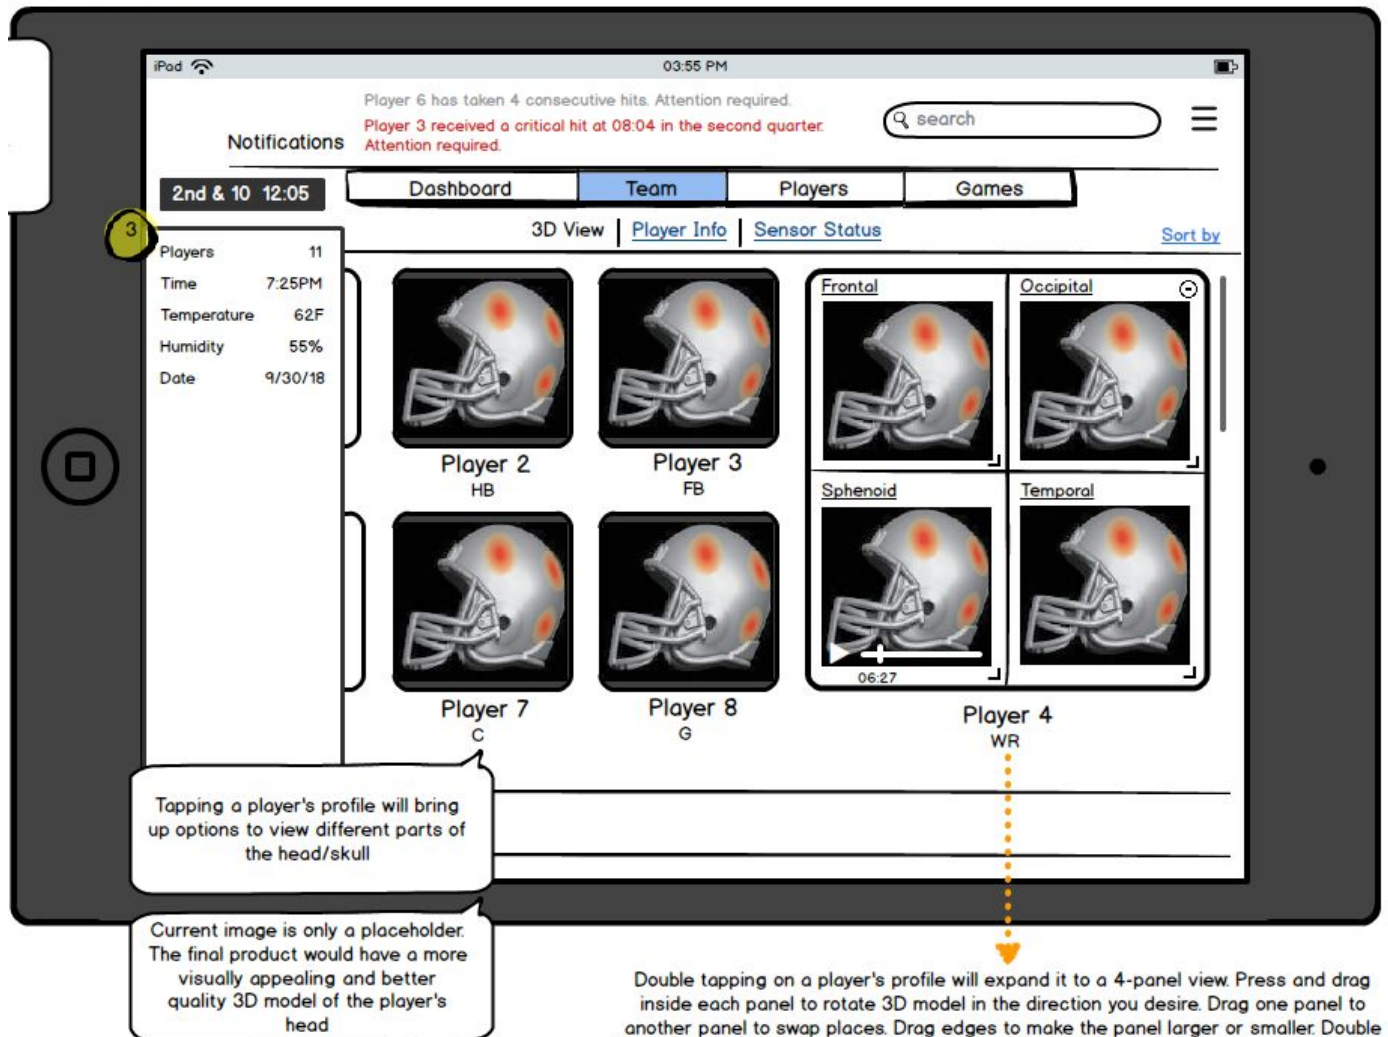 iPad
03:55 PM
Player 6 has taken 4 consecutive hits. Attention required.
Player 3 received a critical hit at 08:04 in the second quarter.
Attention required.
Notifications
search
2nd & 10 12:05
Dashboard
Team
Players
Games
3D View
Player Info
Sensor Status
Sort by
3
Players 11
Time 7:25PM
Temperature 62F
Humidity 55%
Date 9/30/18
Player 2
HB
Player 3
FB
Frontal
Occipital
Sphenoid
Temporal
06:27
Player 7
C
Player 8
G
Player 4
WR
Tapping a player's profile will bring
up options to view different parts of
the head/skull
Current image is only a placeholder.
The final product would have a more
visually appealing and better
quality 3D model of the player's
head
Double tapping on a player's profile will expand it to a 4-panel view. Press and drag
inside each panel to rotate 3D model in the direction you desire. Drag one panel to
another panel to swap places. Drag edges to make the panel larger or smaller. Double